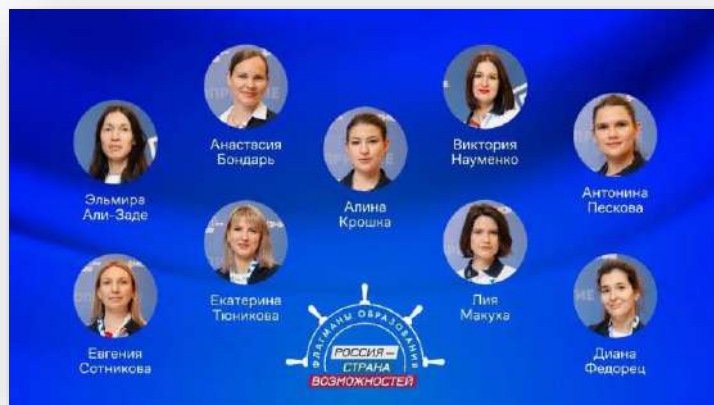 Эльмира
Али-Заде
Анастасия
Бондарь
Алина
Крошка
Виктория
Науменко
Антонина
Пескова
Евгения
Сотникова
Екатерина
Тюникова
Лия
Макуха
Диана
Федорец
ФЛАГМАНЫ ОБРАЗОВАНИЯ
РОССИЯ —
СТРАНА
ВОЗМОЖНОСТЕЙ